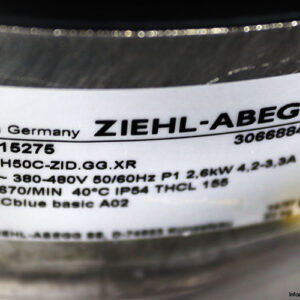 n Germany ZIEHL-ABEGG
3066884
15275
H50C-ZID.GG.XR
~ 380-480V 50/60Hz P1 2,6kW 4,2-3,3A
670/MIN 40°C IP54 THCL 155
Cblue basic A02